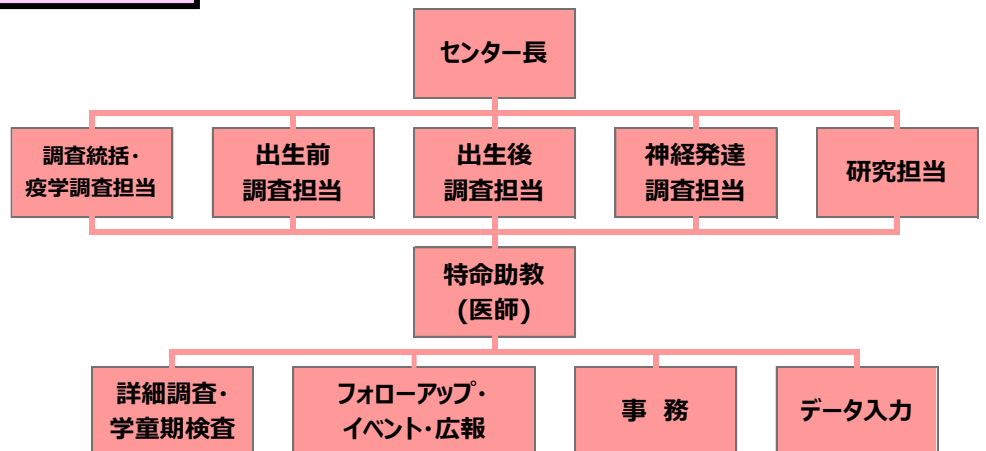 センター長
調査統括・
疫学調査担当
出生前
調査担当
出生後
調査担当
神経発達
調査担当
研究担当
特命助教
(医師)
詳細調査・
学童期検査
フォローアップ・
イベント・広報
事 務
データ入力